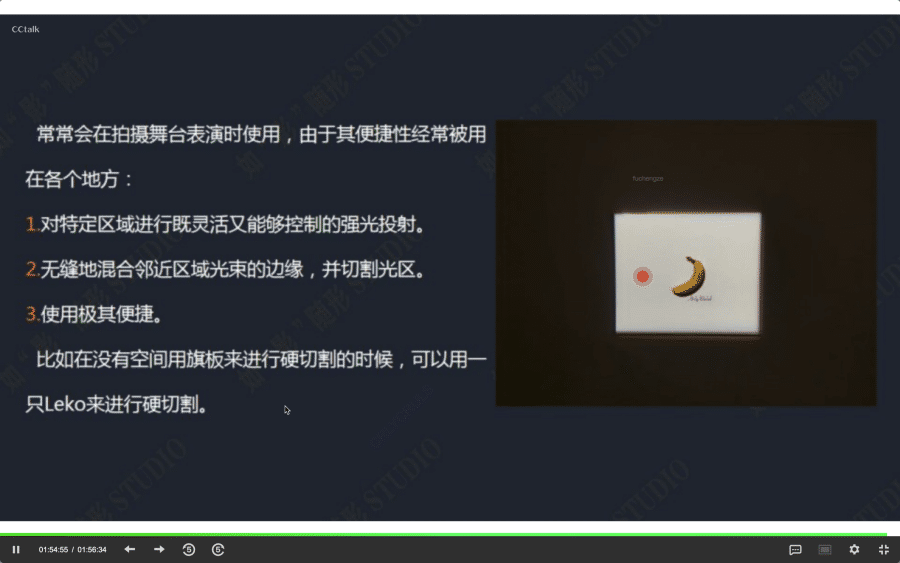 CCtalk
常常会在拍摄舞台表演时使用，由于其便捷性经常被用
在各个地方：
1.对特定区域进行既灵活又能够控制的强光投射。
2.无缝地混合邻近区域光束的边缘，并切割光区。
3.使用极其便捷。
比如在没有空间用旗板来进行硬切割的时候，可以用一
只Leko来进行硬切割。
fuchengze
01:54:55 / 01:56:34